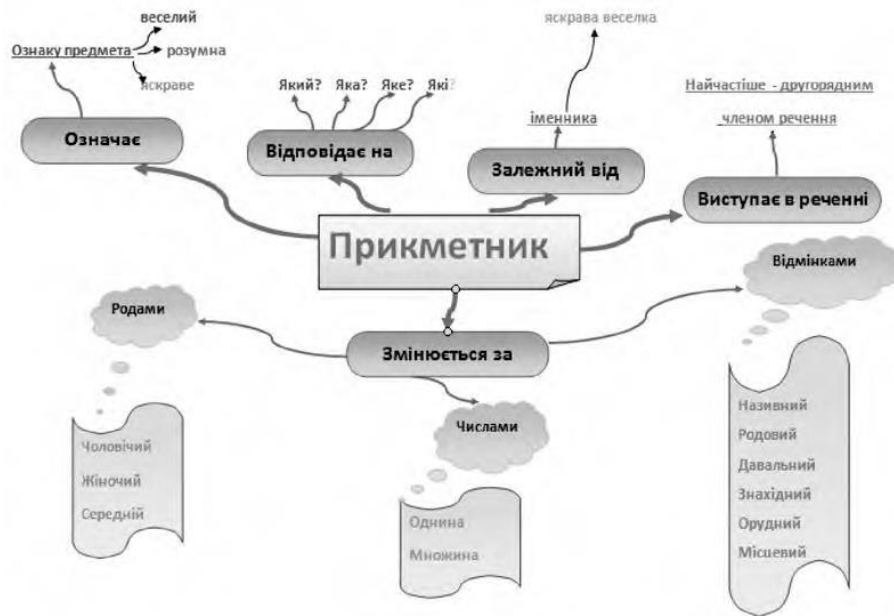 веселий
Ознаку предмета
розумна
яскраве
Який? Яка? Яке? Які?
яскрава веселка
Найчастіше - другорядним
членом речення
іменника
Означає
Відповідає на
Залежний від
Виступає в реченні
Прикметник
Відмінками
Родами
Змінюється за
Числами
Чоловічий
Жіночий
Середній
Однина
Множина
Називний
Родовий
Давальний
Знахідний
Орудний
Місцевий